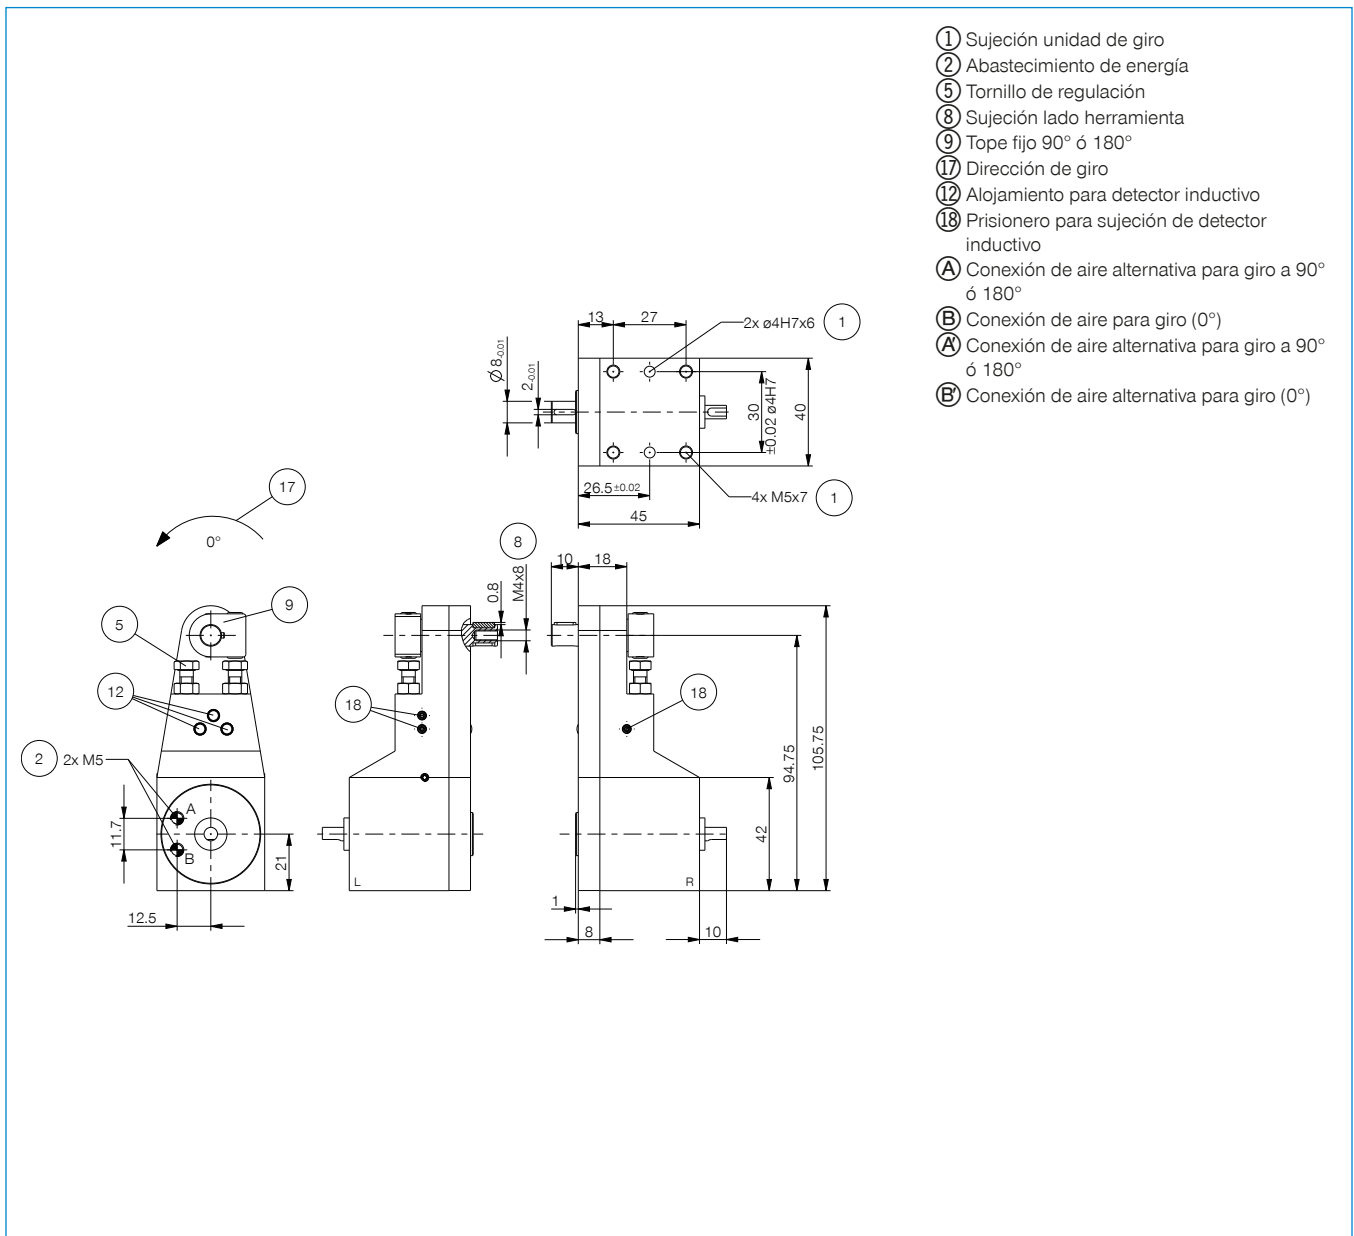 1 Sujeción unidad de giro
2 Abastecimiento de energía
5 Tornillo de regulación
8 Sujeción lado herramienta
9 Tope fijo 90° ó 180°
17 Dirección de giro
12 Alojamiento para detector inductivo
18 Prisionero para sujeción de detector
inductivo
A Conexión de aire alternativa para giro a 90°
ó 180°
B Conexión de aire para giro (0°)
A' Conexión de aire alternativa para giro a 90°
ó 180°
B' Conexión de aire alternativa para giro (0°)
13
27
2x ø4H7x6
1
Ø8-0.01
2-0.01
30
±0.02 ø4H7
40
26.5±0.02
4x M5x7
1
45
17
0°
8
10
18
0.8
M4x8
9
5
12
18
18
2
2x M5
A
B
11.7
21
12.5
L
R
94.75
105.75
42
1
8
10